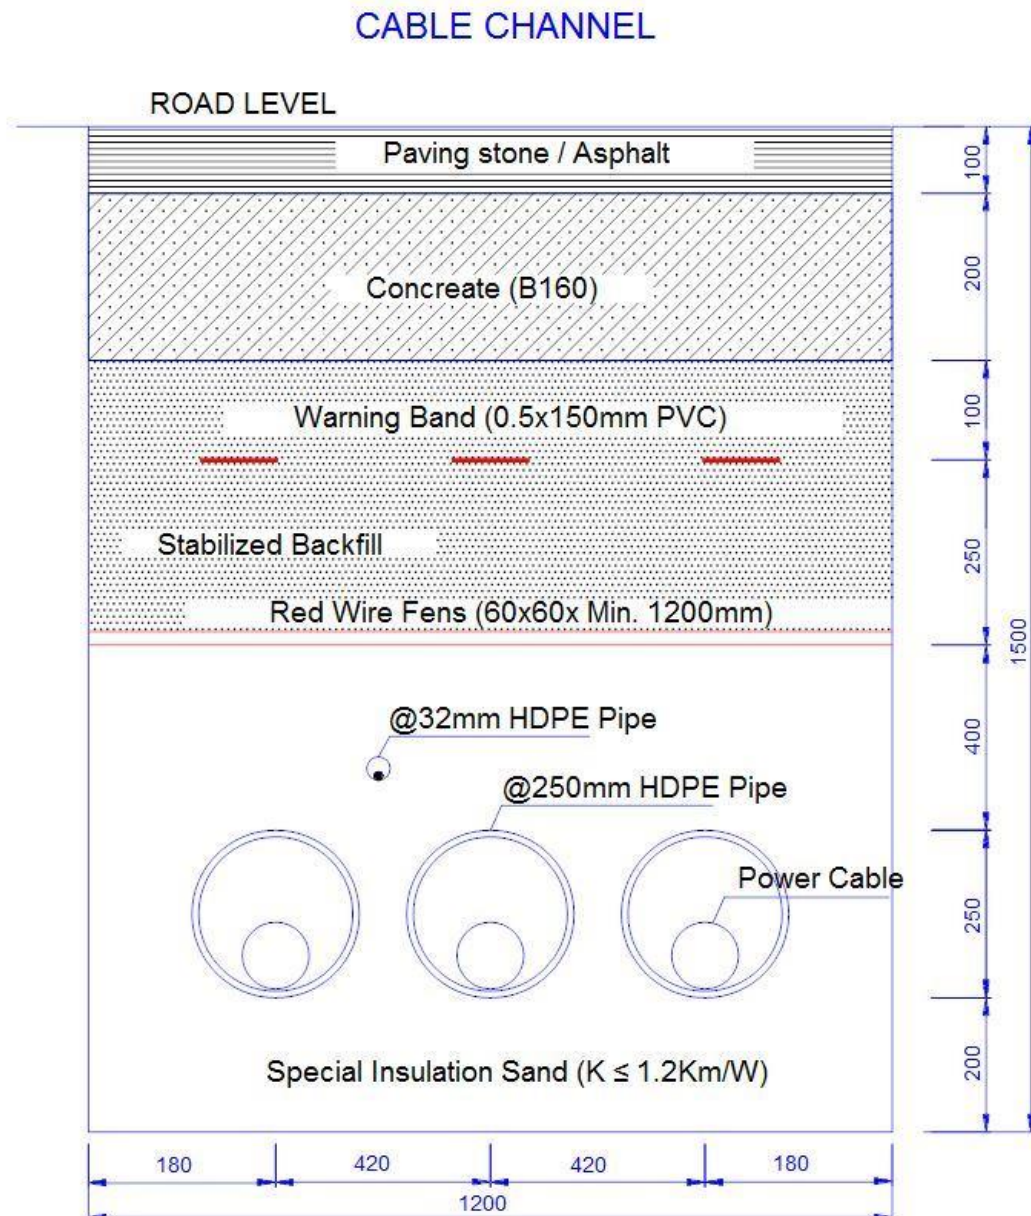 CABLE CHANNEL
ROAD LEVEL
Paving stone / Asphalt
100
Concreate (B160)
200
Warning Band (0.5x150mm PVC)
100
Stabilized Backfill
250
Red Wire Fens (60x60x Min. 1200mm)
1500
@32mm HDPE Pipe
400
@250mm HDPE Pipe
Power Cable
250
Special Insulation Sand (K ≤ 1.2Km/W)
200
180
420
420
180
1200